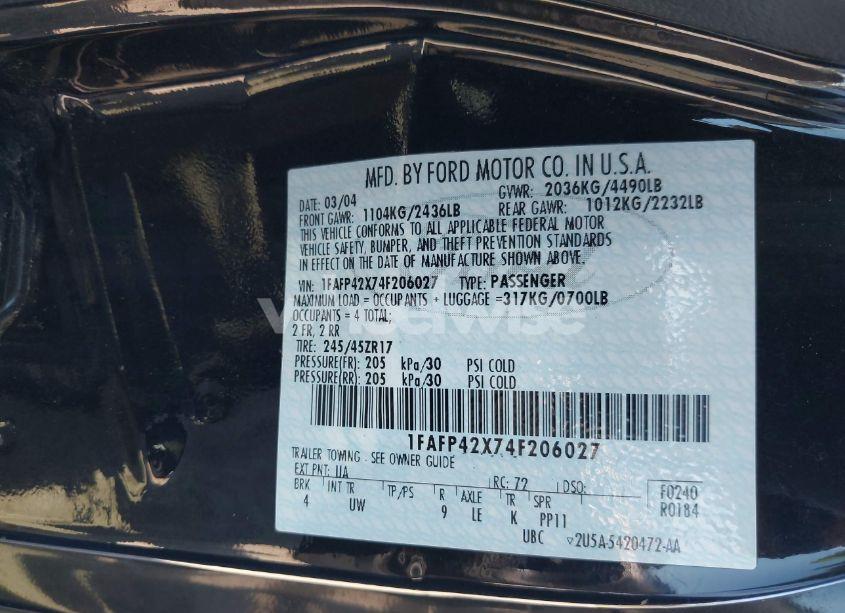 MFD. BY FORD MOTOR CO. IN U.S.A.
DATE: 03/04 GVWR: 2036KG/4490LB
FRONT GAWR: 1104KG/2436LB REAR GAWR: 1012KG/2232LB
THIS VEHICLE CONFORMS TO ALL APPLICABLE FEDERAL MOTOR
VEHICLE SAFETY, BUMPER, AND THEFT PREVENTION STANDARDS
IN EFFECT ON THE DATE OF MANUFACTURE SHOWN ABOVE.
VIN: 1FAFP42X74F206027 TYPE: PASSENGER
MAXIMUM LOAD = OCCUPANTS + LUGGAGE =317KG/0700LB
OCCUPANTS = 4 TOTAL;
2 FR, 2 RR
TIRE: 245/45ZR17
PRESSURE(FR): 205 kPa/30 PSI COLD
PRESSURE(RR): 205 kPa/30 PSI COLD
1FAFP42X74F206027
TRAILER TOWING - SEE OWNER GUIDE
EXT PNT: UA RC: 72 DSO:
BRK INT TR TP/PS R AXLE TR SPR
4 UW 9 LE K PP11
F0240
R0184
UBC ▽2U5A-5420472-AA